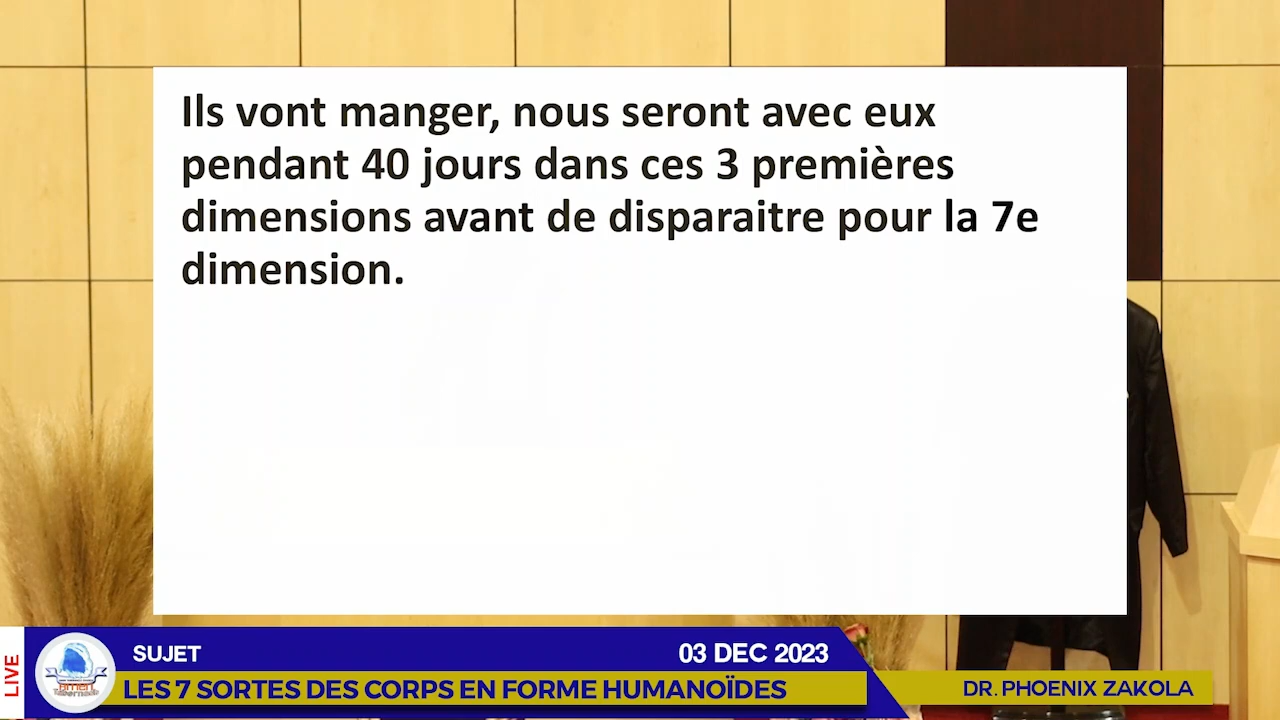 Ils vont manger, nous seront avec eux
pendant 40 jours dans ces 3 premières
dimensions avant de disparaitre pour la 7e
dimension.
LIVE
SUJET
03 DEC 2023
LES 7 SORTES DES CORPS EN FORME HUMANOÏDES
DR. PHOENIX ZAKOLA